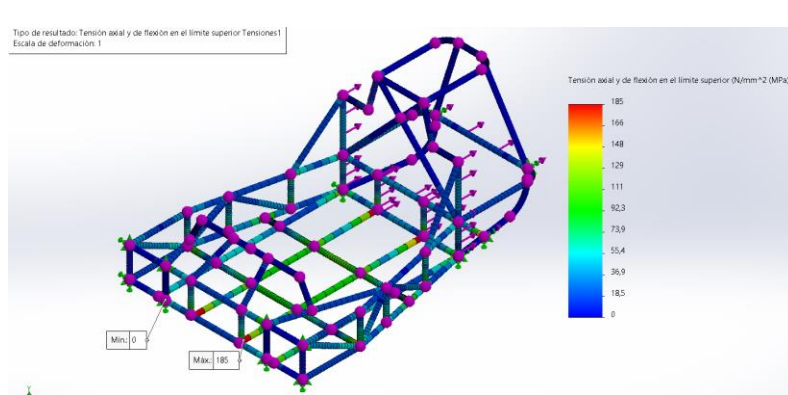 Tipo de resultado: Tensión axial y de flexión en el límite superior Tensiones1
Escala de deformación: 1
Tensión axial y de flexión en el límite superior (N/mm^2 (MPa)
185
166
148
129
111
92,3
73,9
55,4
36,9
18,5
0
Mín.: 0
Máx.: 185
Y